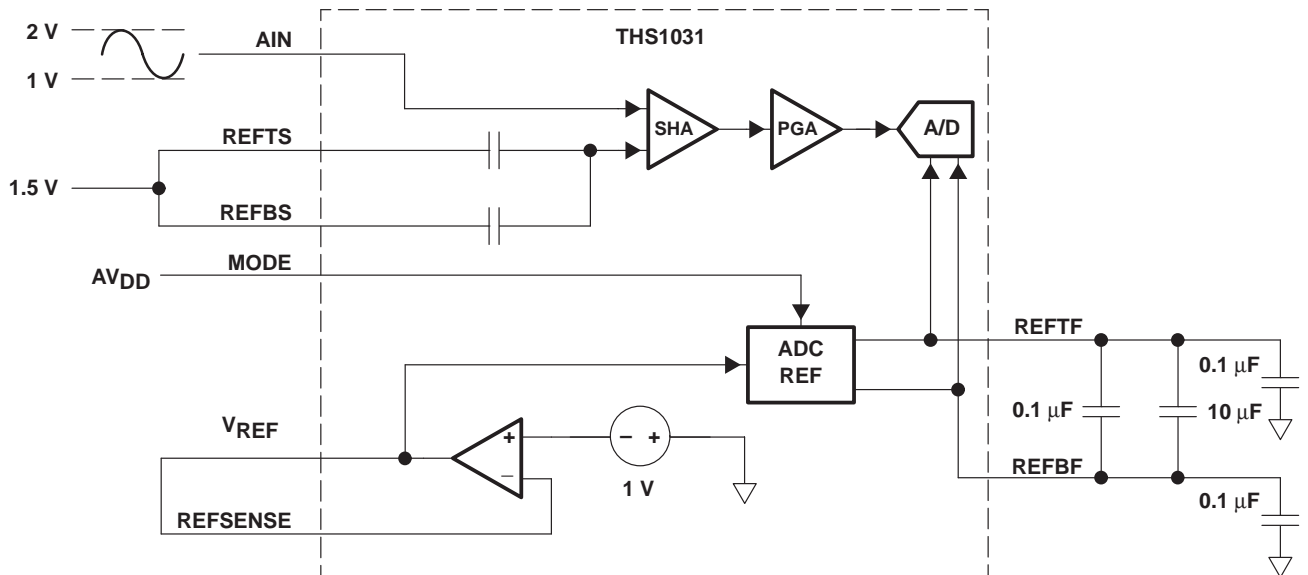 THS1031
2 V
AIN
1 V
SHA
PGA
A/D
REFTS
1.5 V
REFBS
MODE
AVDD
REFTF
ADC
REF
0.1 μF
0.1 μF
10 μF
VREF
+
−
− +
1 V
REFBF
REFSENSE
0.1 μF